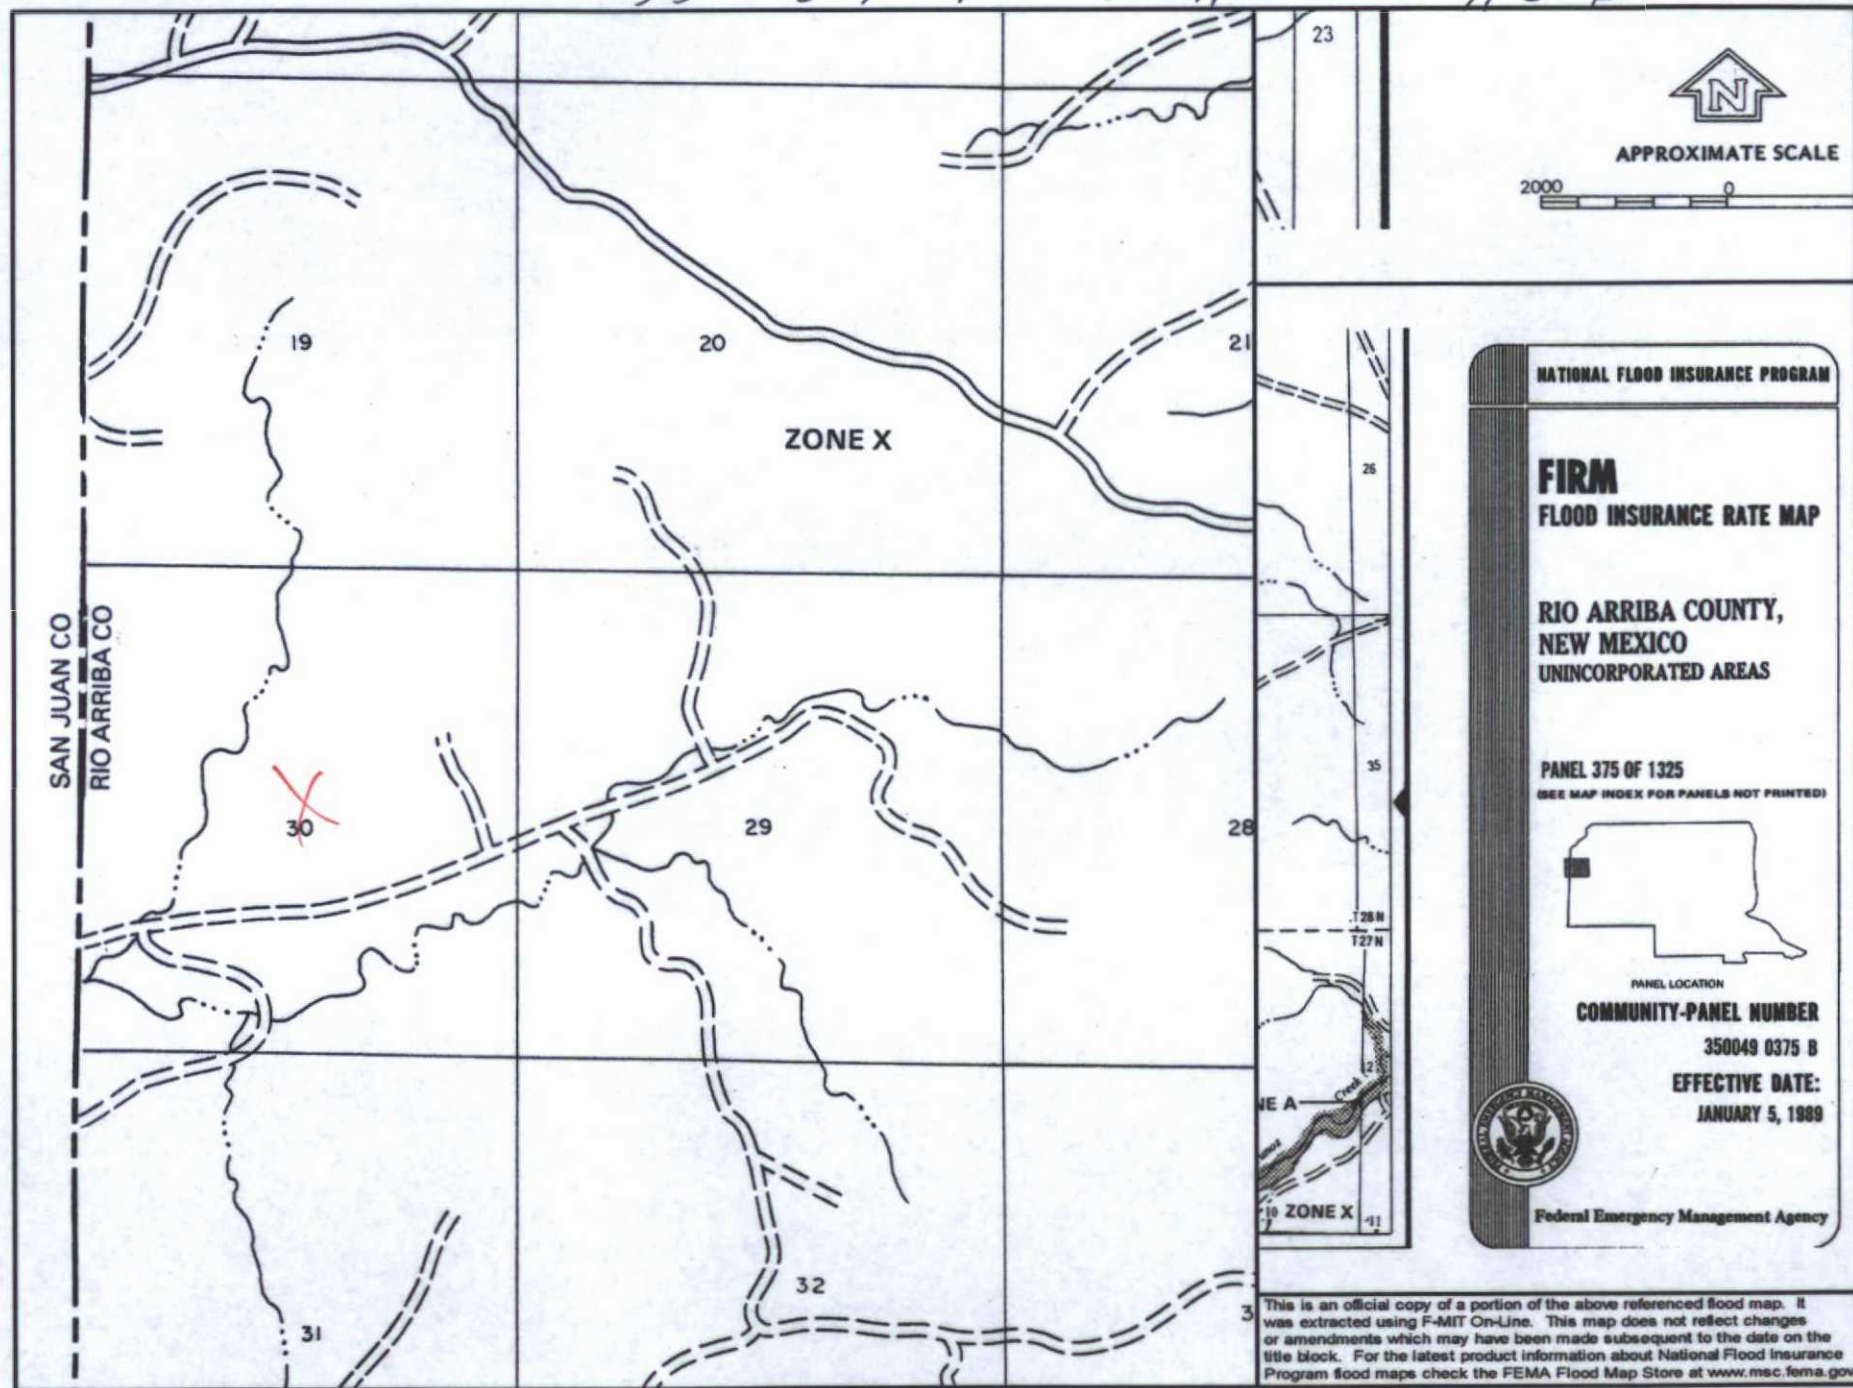 23
N
APPROXIMATE SCALE
2000 0
19
20
21
ZONE X
NATIONAL FLOOD INSURANCE PROGRAM
26
FIRM
FLOOD INSURANCE RATE MAP
SAN JUAN CO
RIO ARRIBA CO
RIO ARRIBA COUNTY,
NEW MEXICO
UNINCORPORATED AREAS
35
PANEL 375 OF 1325
(SEE MAP INDEX FOR PANELS NOT PRINTED)
X
30
29
28
T28N
T27N
PANEL LOCATION
COMMUNITY-PANEL NUMBER
350049 0375 B
EFFECTIVE DATE:
JANUARY 5, 1989
2
Creek
NE A
10 ZONE X 11
Federal Emergency Management Agency
32
31
3
This is an official copy of a portion of the above referenced flood map. It
was extracted using F-MIT On-Line. This map does not reflect changes
or amendments which may have been made subsequent to the date on the
title block. For the latest product information about National Flood Insurance
Program flood maps check the FEMA Flood Map Store at www.msc.fema.gov